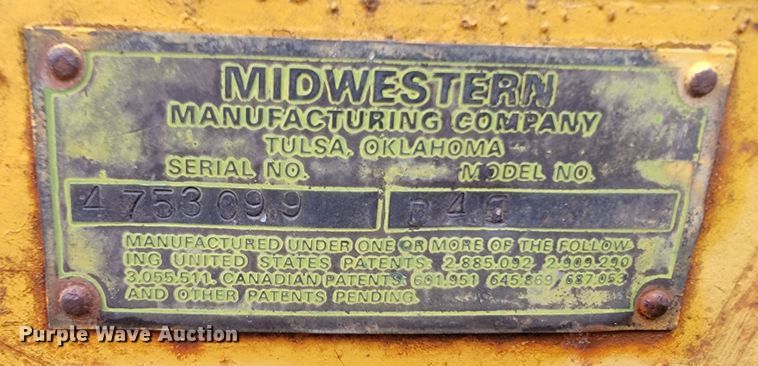 MIDWESTERN
MANUFACTURING COMPANY
TULSA, OKLAHOMA
SERIAL NO. MODEL NO.
4753099
MANUFACTURED UNDER ONE OR MORE OF THE FOLLOW-
ING UNITED STATES PATENTS: 2.885.092 2.909.290
3.055.511. CANADIAN PATENTS: 661.951 645.869 687.053
AND OTHER PATENTS PENDING.
Purple Wave Auction